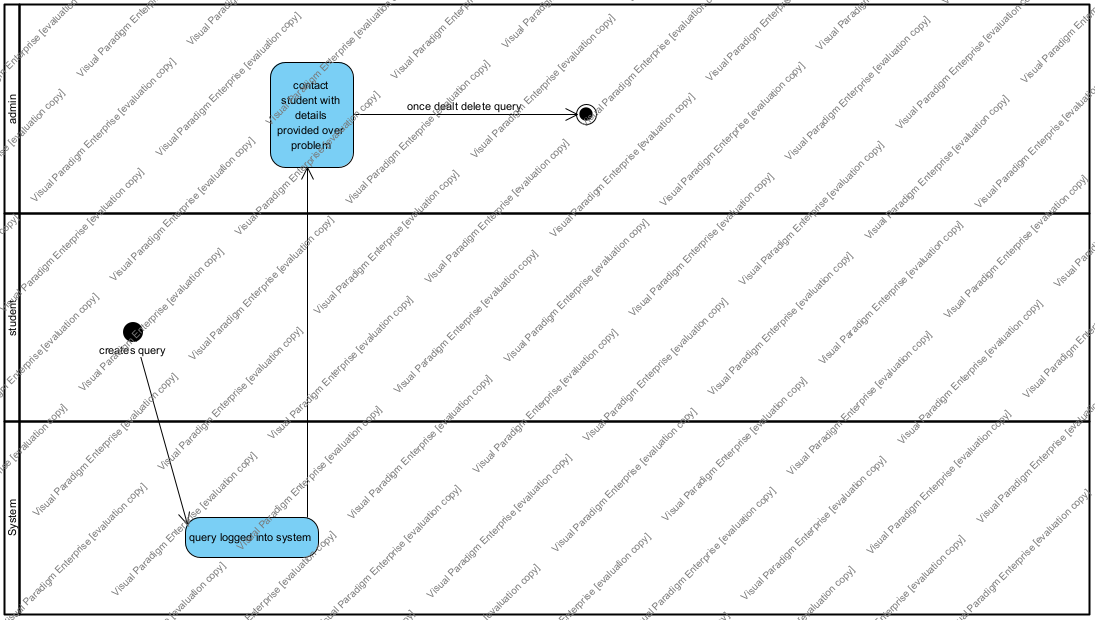 admin
contact
student with
details
provided over
problem
once dealt delete query
student
creates query
System
query logged into system
Visual Paradigm Enterprise [evaluation copy]